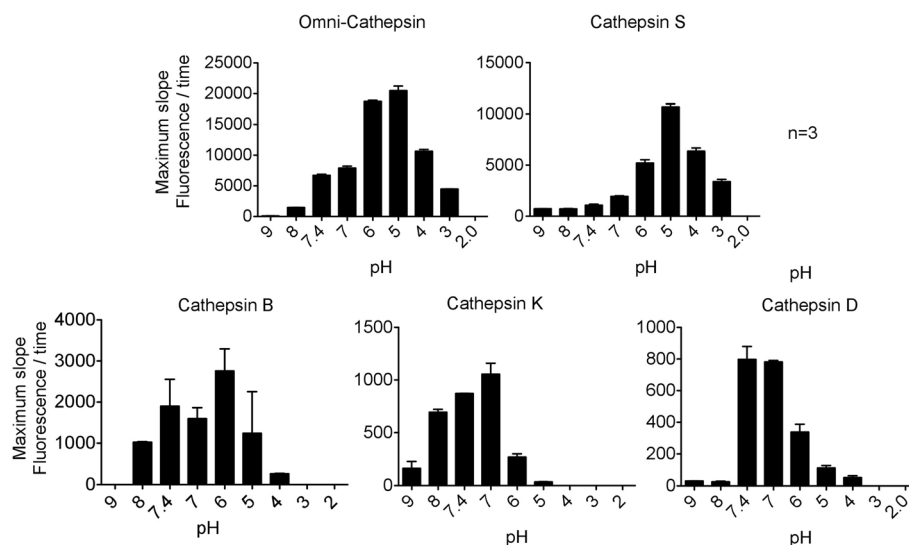 Omni-Cathepsin
Maximum slope
Fluorescence / time
25000
20000
15000
10000
5000
0
9 8 7.4 7 6 5 4 3 2.0
pH
Cathepsin S
15000
10000
5000
0
9 8 7.4 7 6 5 4 3 2.0
pH
n=3
pH
Cathepsin B
Maximum slope
Fluorescence / time
4000
3000
2000
1000
0
9 8 7.4 7 6 5 4 3 2
pH
Cathepsin K
1500
1000
500
0
9 8 7.4 7 6 5 4 3 2
pH
Cathepsin D
1000
800
600
400
200
0
9 8 7.4 7 6 5 4 3 2.0
pH